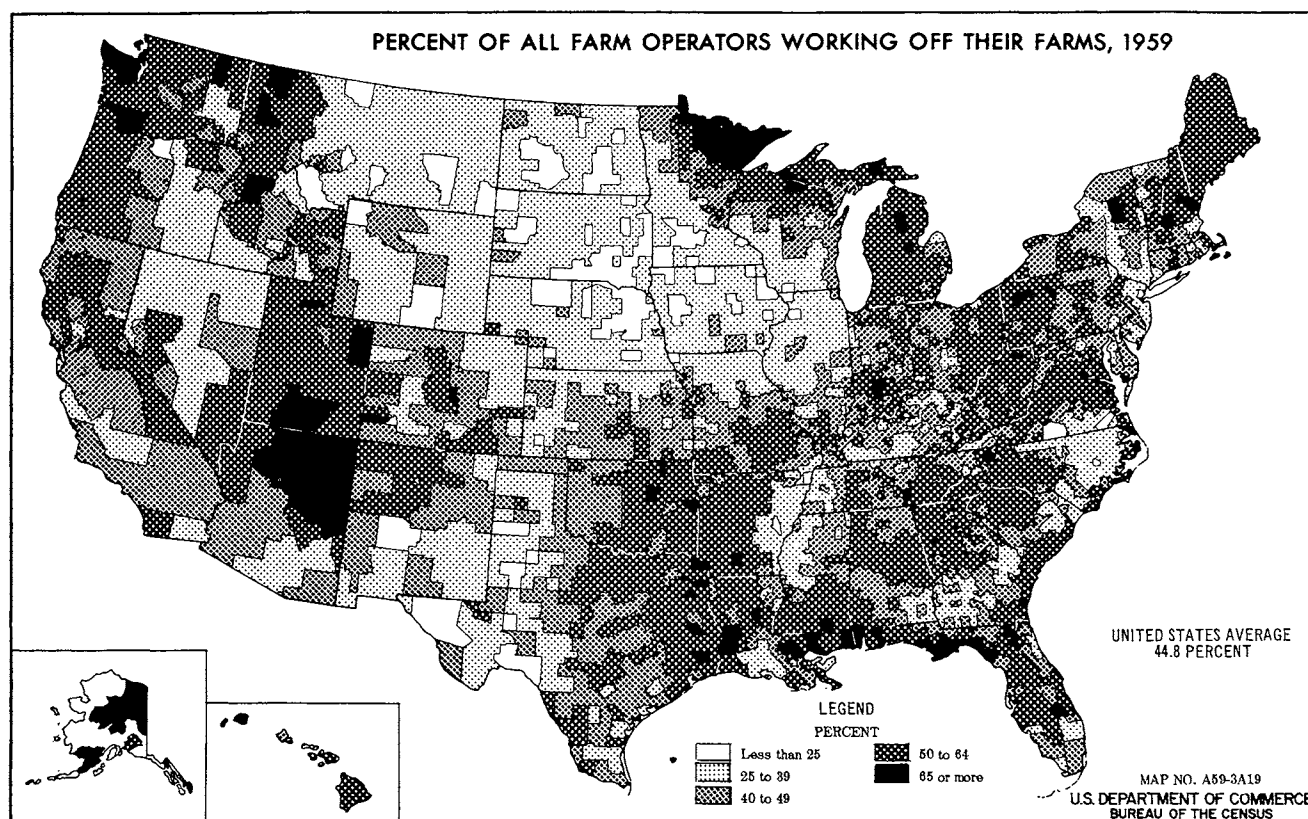 PERCENT OF ALL FARM OPERATORS WORKING OFF THEIR FARMS, 1959
UNITED STATES AVERAGE
44.8 PERCENT
LEGEND
PERCENT
Less than 25
25 to 39
40 to 49
50 to 64
65 or more
MAP NO. A59-3A19
U.S. DEPARTMENT OF COMMERCE
BUREAU OF THE CENSUS